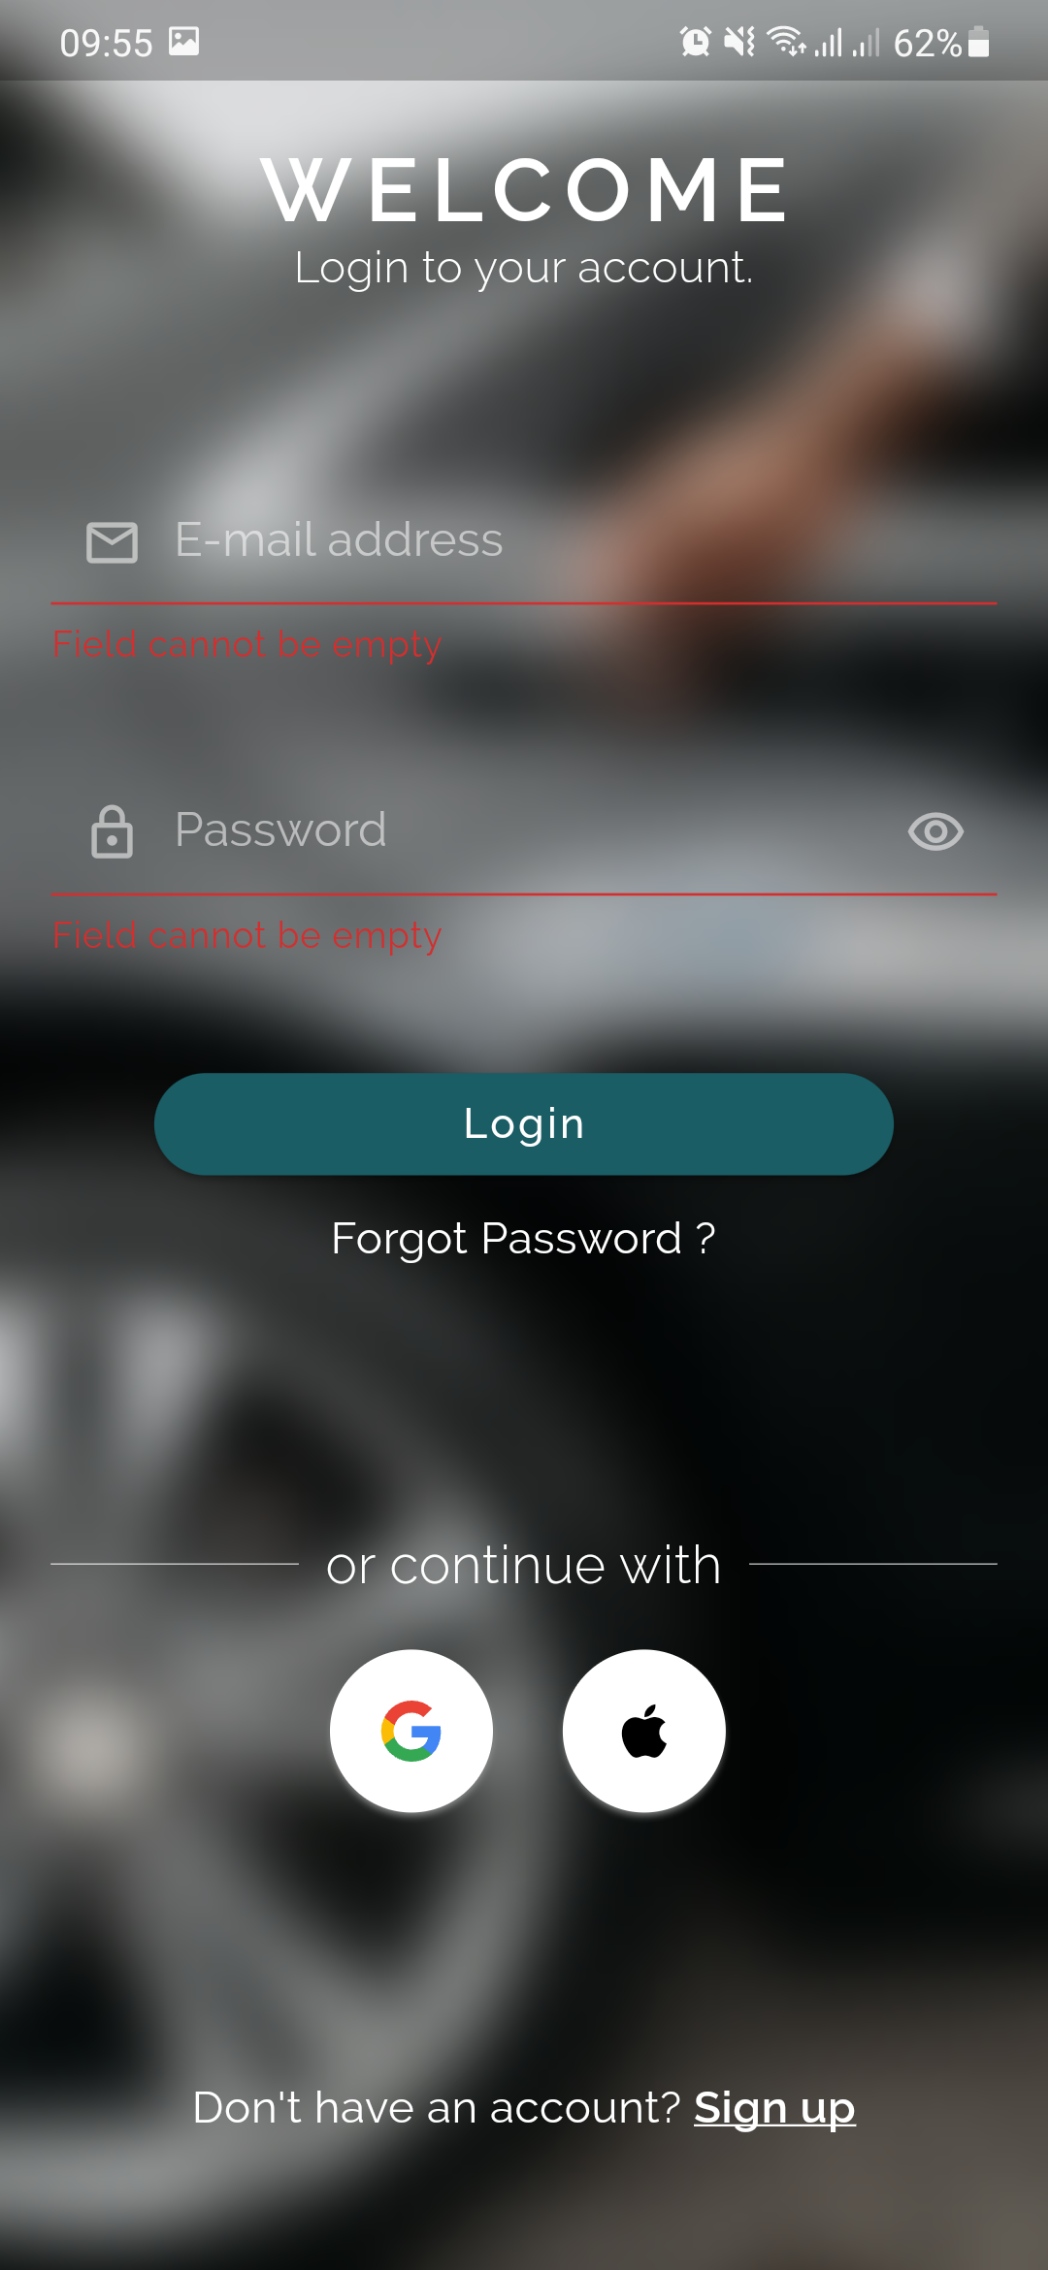 09:55 62%
WELCOME
Login to your account.
E-mail address
Field cannot be empty
Password
Field cannot be empty
Login
Forgot Password ?
or continue with
Don't have an account? Sign up